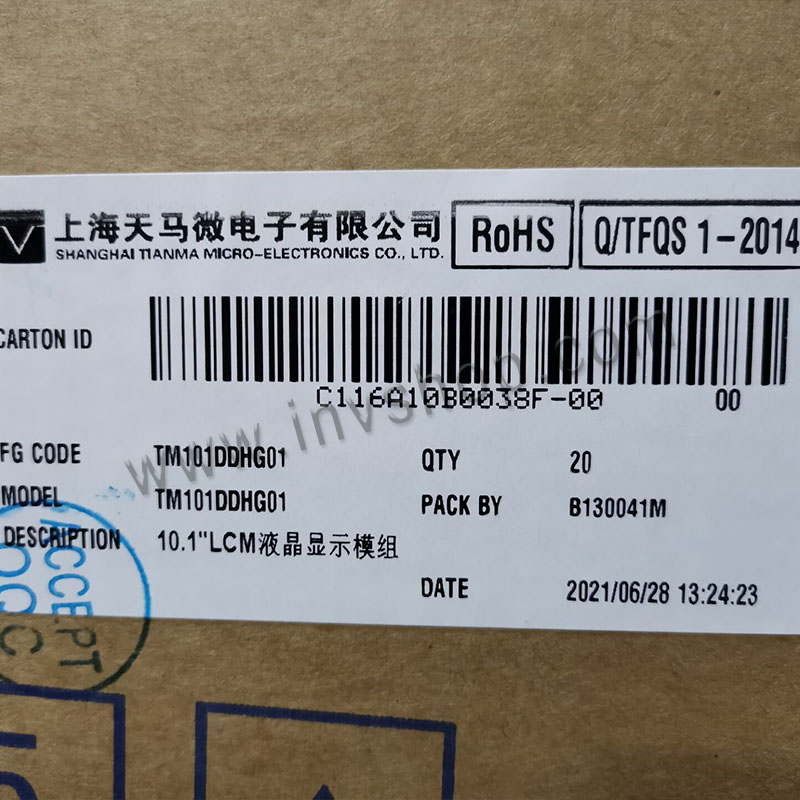 上海天马微电子有限公司
SHANGHAI TIANMA MICRO-ELECTRONICS CO., LTD.
RoHS
Q/TFQS 1-2014
CARTON ID
C116A10B0038F-00 00
FG CODE TM101DDHG01 QTY 20
MODEL TM101DDHG01 PACK BY B130041M
DESCRIPTION 10.1"LCM液晶显示模组
DATE 2021/06/28 13:24:23
ACCEPT
OQC
www.invshop.com